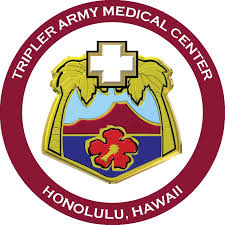 TRIPLER ARMY MEDICAL CENTER
HONOLULU, HAWAII